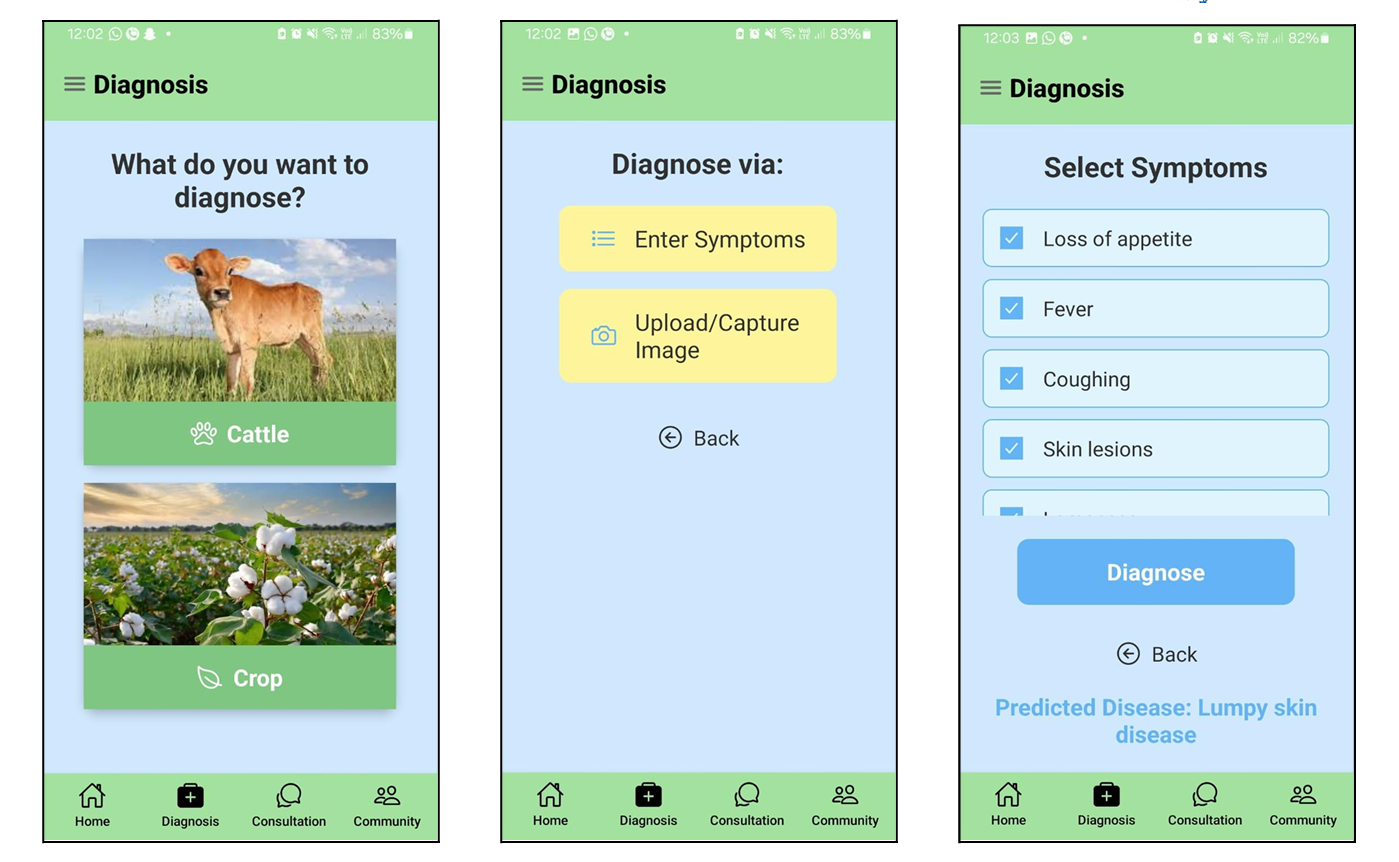 12:02
83%
Diagnosis
What do you want to
diagnose?
Cattle
Crop
Home
Diagnosis
Consultation
Community
12:02
83%
Diagnosis
Diagnose via:
Enter Symptoms
Upload/Capture
Image
Back
Home
Diagnosis
Consultation
Community
12:03
82%
Diagnosis
Select Symptoms
Loss of appetite
Fever
Coughing
Skin lesions
Diagnose
Back
Predicted Disease: Lumpy skin
disease
Home
Diagnosis
Consultation
Community